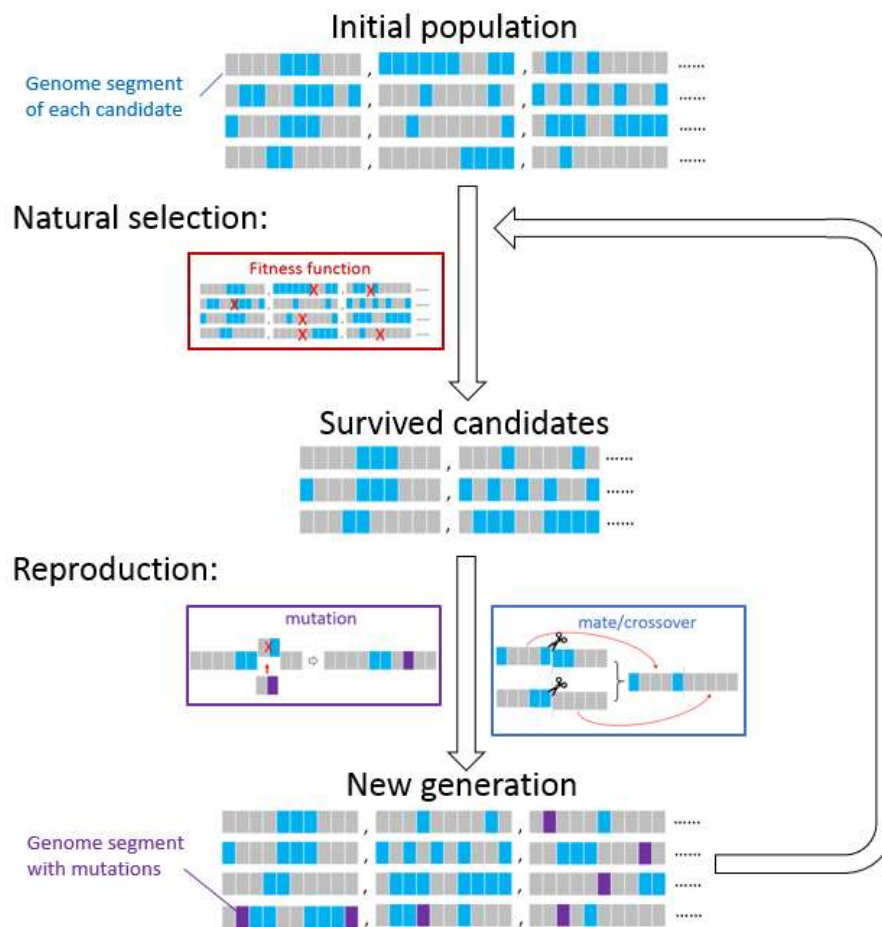 Initial population
Genome segment
of each candidate
, , ......
, , ......
, , ......
, , ......
Natural selection:
Fitness function
X X
X
X
X X
Survived candidates
, ......
, ......
, ......
Reproduction:
mutation
X
mate/crossover
New generation
Genome segment
with mutations
, , ......
, , ......
, , ......
, , ......